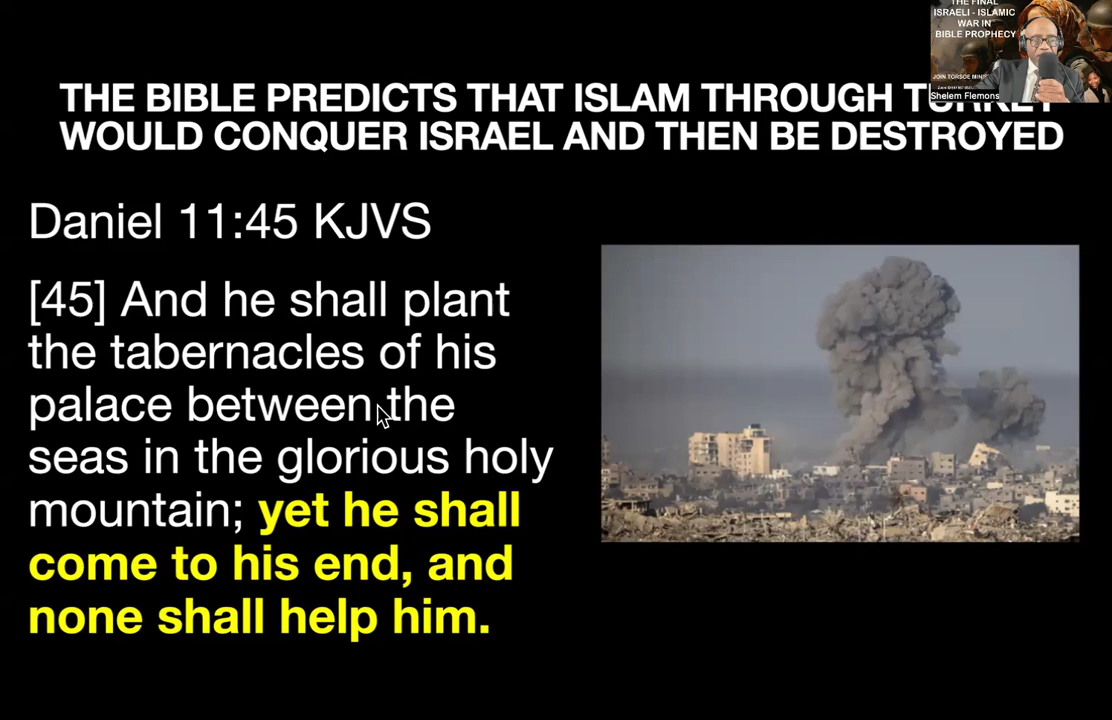 THE FINAL
ISRAELI - ISLAMIC
WAR IN
BIBLE PROPHECY
Shelem Flemons
THE BIBLE PREDICTS THAT ISLAM THROUGH TURKEY
WOULD CONQUER ISRAEL AND THEN BE DESTROYED
Daniel 11:45 KJVS
[45] And he shall plant
the tabernacles of his
palace between the
seas in the glorious holy
mountain; yet he shall
come to his end, and
none shall help him.